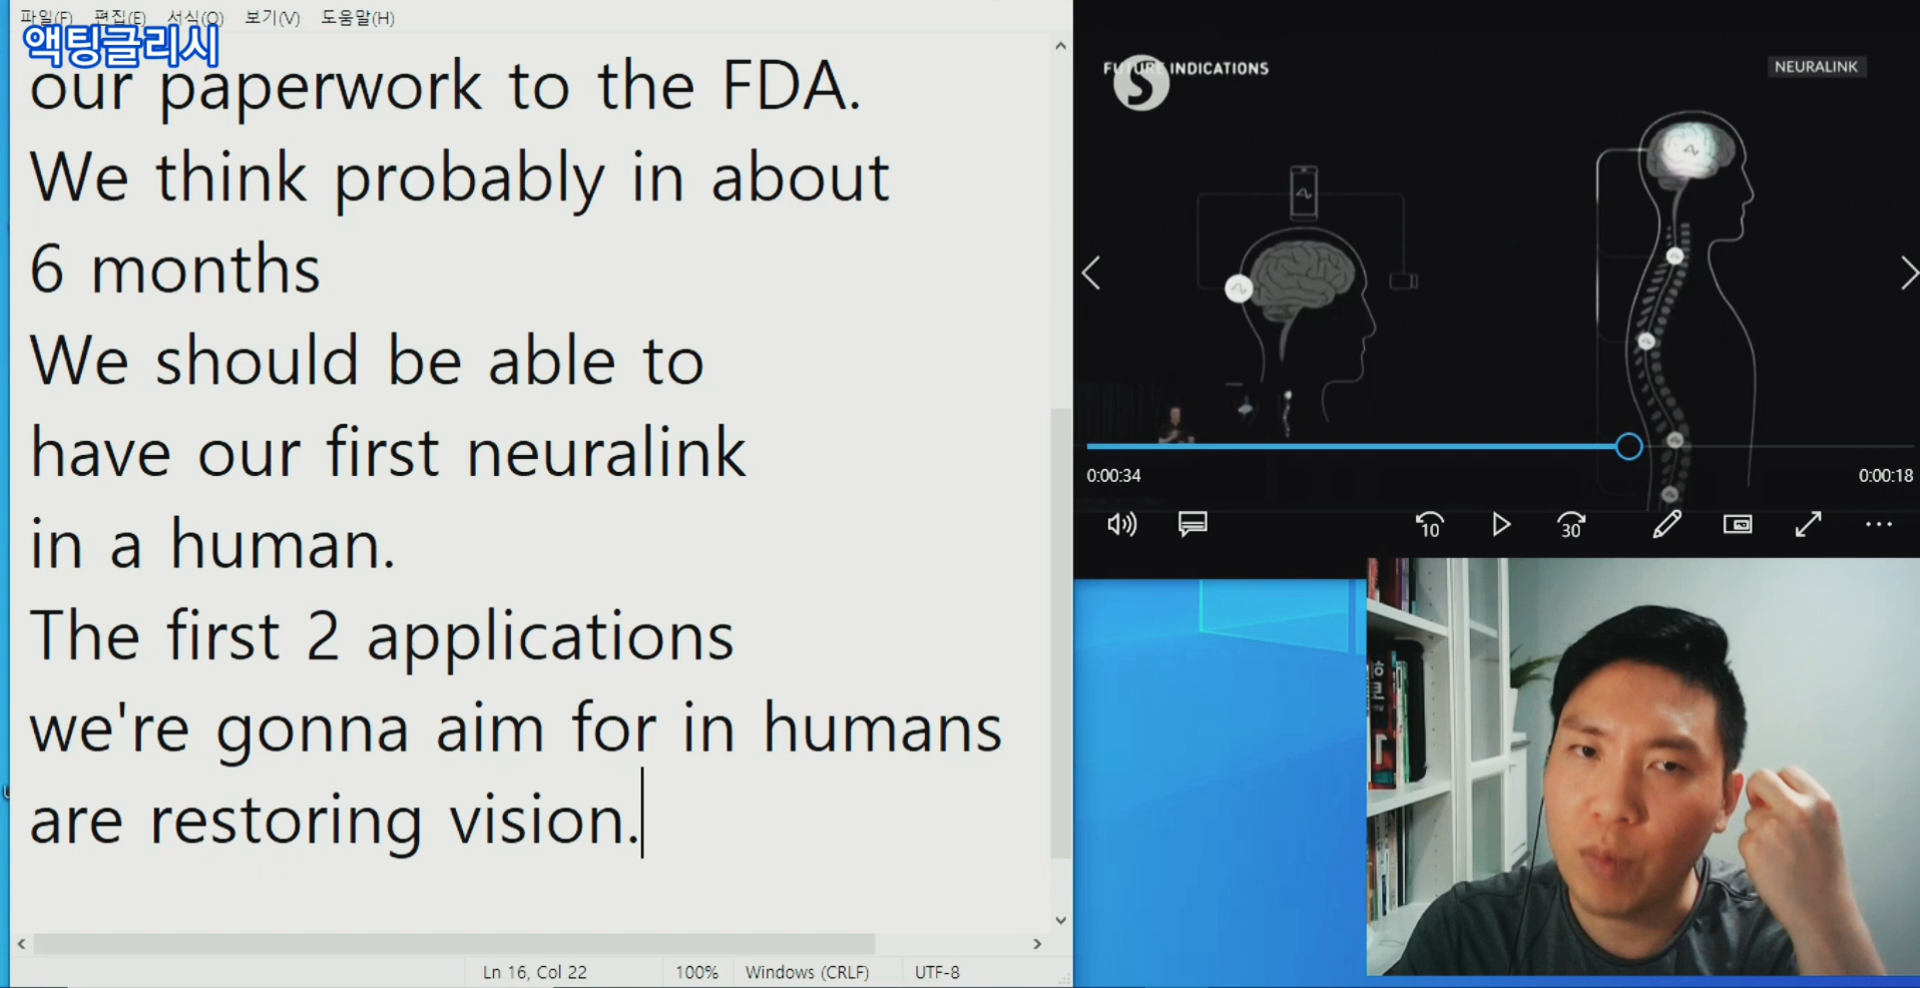 파일(F) 편집(E) 서식(O) 보기(V) 도움말(H)
액팅글리시
our paperwork to the FDA.
We think probably in about
6 months
We should be able to
have our first neuralink
in a human.
The first 2 applications
we're gonna aim for in humans
are restoring vision.
Ln 16, Col 22
100%
Windows (CRLF)
UTF-8
FUTURE INDICATIONS
S
NEURALINK
0:00:34
0:00:18
10
30